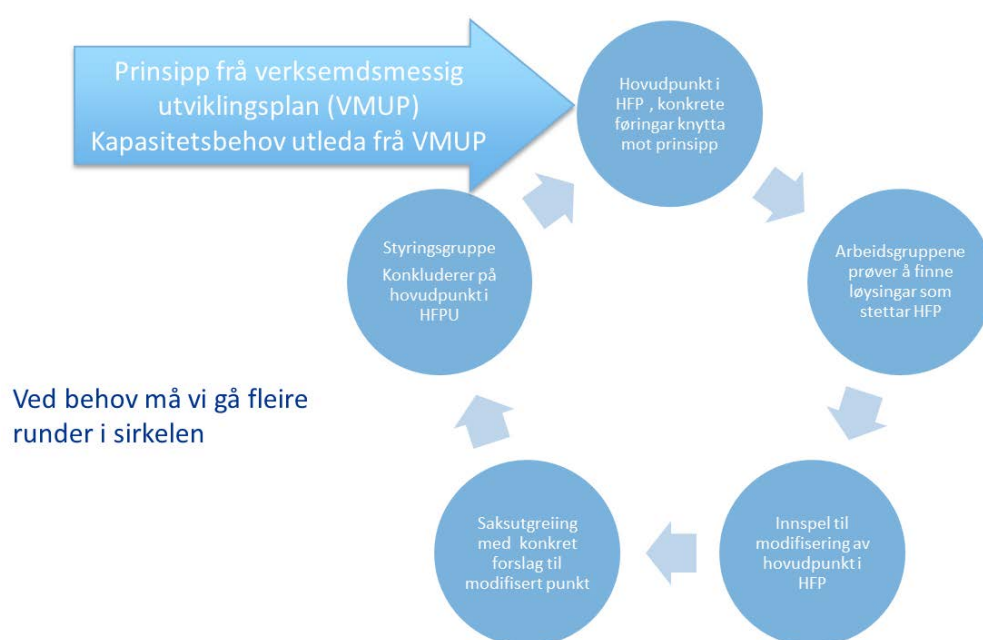 Prinsipp frå verksemdsmessig
utviklingsplan (VMUP)
Kapasitetsbehov utleda frå VMUP
Hovudpunkt i
HFP , konkrete
føringar knytta
mot prinsipp
Arbeidsgruppene
prøver å finne
løysingar som
stettar HFP
Innspel til
modifisering av
hovudpunkt i
HFP
Saksutgreiing
med konkret
forslag til
modifisert punkt
Styringsgruppe
Konkluderer på
hovudpunkt i
HFPU
Ved behov må vi gå fleire
runder i sirkelen